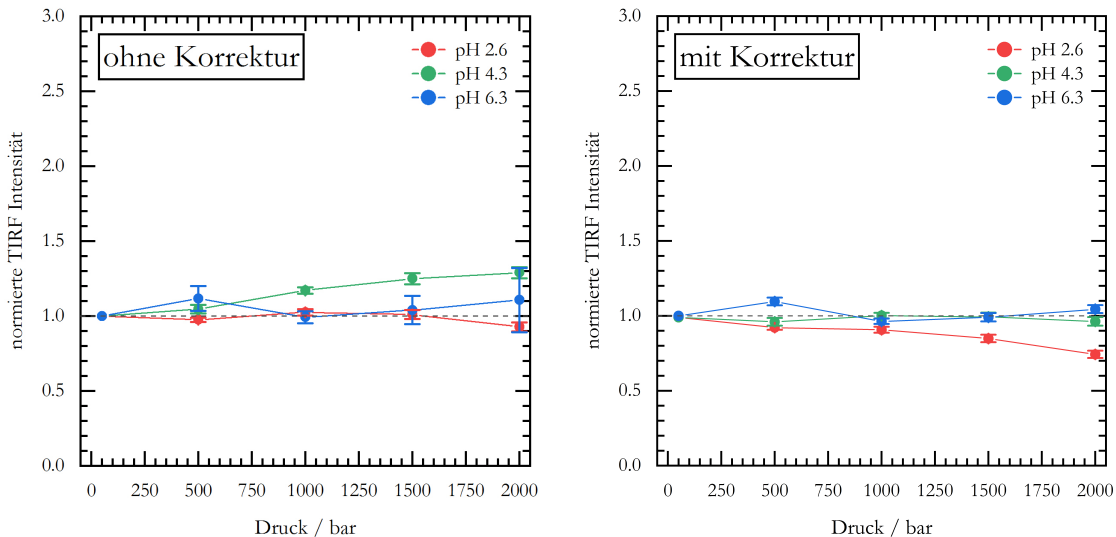 ohne Korrektur
pH 2.6
pH 4.3
pH 6.3
normierte TIRF Intensität
3.0
2.5
2.0
1.5
1.0
0.5
0.0
0 250 500 750 1000 1250 1500 1750 2000
Druck / bar
mit Korrektur
pH 2.6
pH 4.3
pH 6.3
normierte TIRF Intensität
3.0
2.5
2.0
1.5
1.0
0.5
0.0
0 250 500 750 1000 1250 1500 1750 2000
Druck / bar